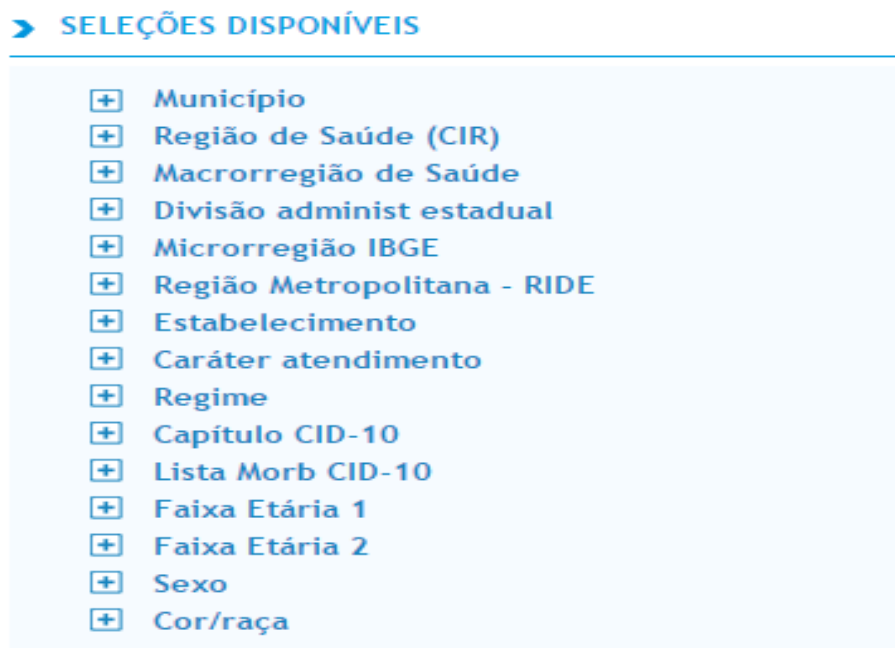 SELEÇÕES DISPONÍVEIS
Município
Região de Saúde (CIR)
Macrorregião de Saúde
Divisão administ estadual
Microrregião IBGE
Região Metropolitana - RIDE
Estabelecimento
Caráter atendimento
Regime
Capítulo CID-10
Lista Morb CID-10
Faixa Etária 1
Faixa Etária 2
Sexo
Cor/raça